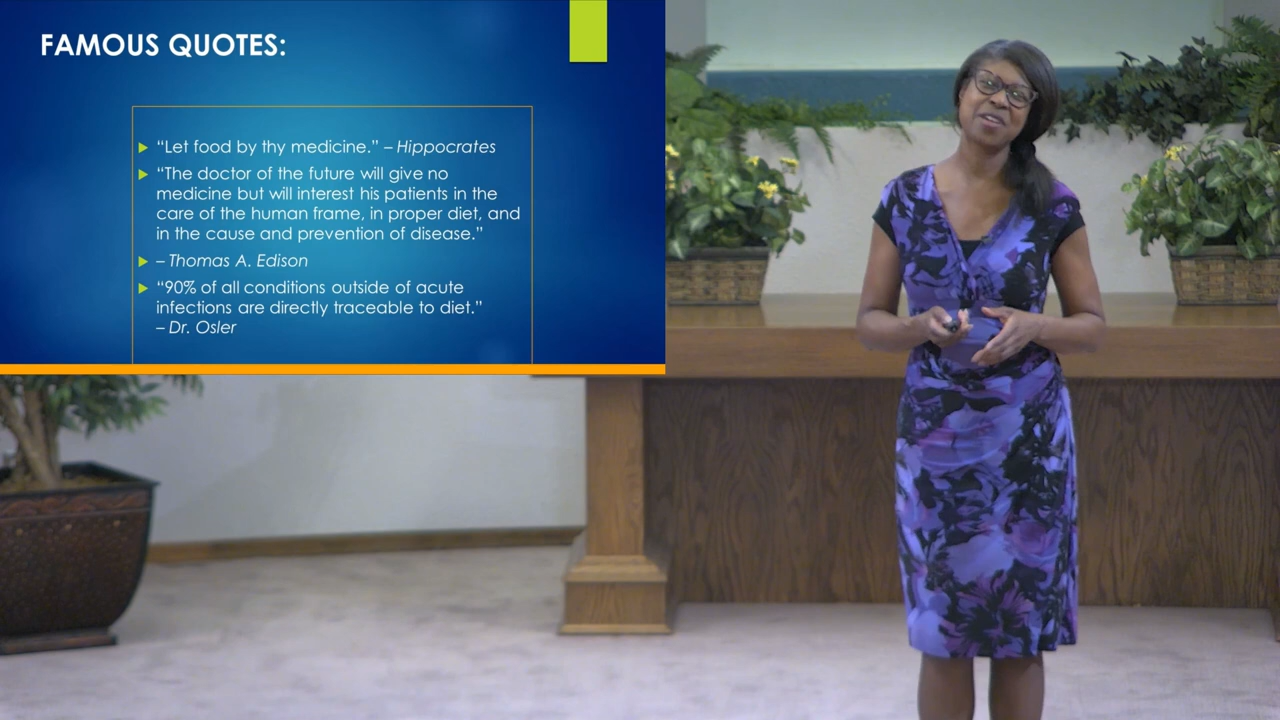 FAMOUS QUOTES:
“Let food by thy medicine.” – Hippocrates
“The doctor of the future will give no
medicine but will interest his patients in the
care of the human frame, in proper diet, and
in the cause and prevention of disease.”
– Thomas A. Edison
“90% of all conditions outside of acute
infections are directly traceable to diet.”
– Dr. Osler